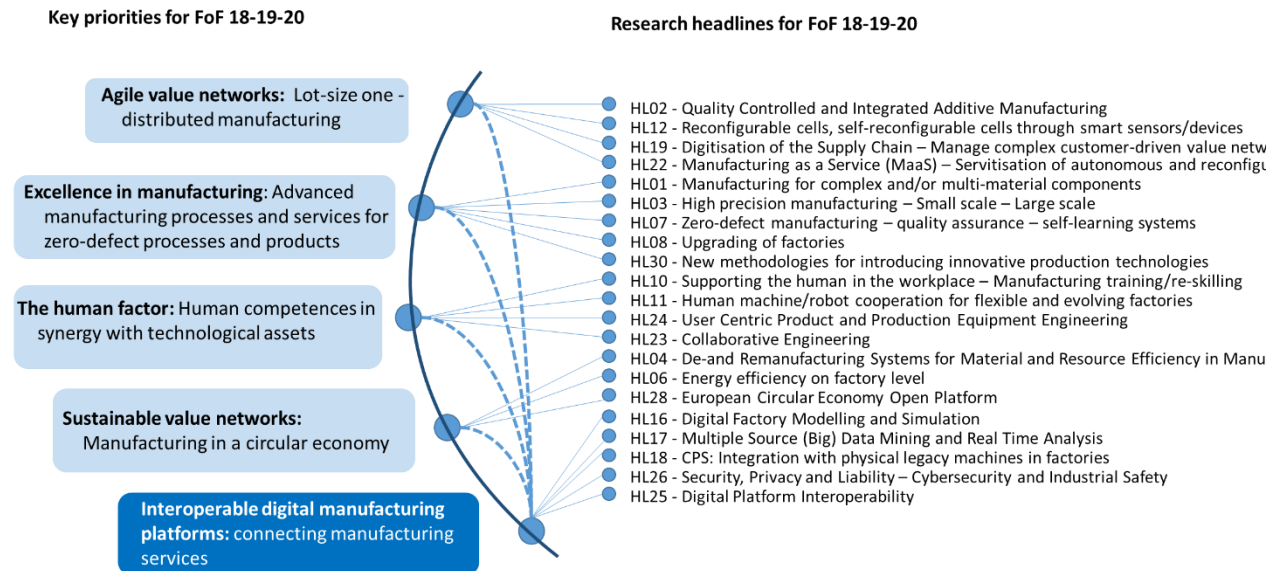 Key priorities for FoF 18-19-20
Agile value networks: Lot-size one -
distributed manufacturing
Excellence in manufacturing: Advanced
manufacturing processes and services for
zero-defect processes and products
The human factor: Human competences in
synergy with technological assets
Sustainable value networks:
Manufacturing in a circular economy
Interoperable digital manufacturing
platforms: connecting manufacturing
services
Research headlines for FoF 18-19-20
HL02 - Quality Controlled and Integrated Additive Manufacturing
HL12 - Reconfigurable cells, self-reconfigurable cells through smart sensors/devices
HL19 - Digitisation of the Supply Chain – Manage complex customer-driven value netw
HL22 - Manufacturing as a Service (MaaS) – Servitisation of autonomous and reconfigu
HL01 - Manufacturing for complex and/or multi-material components
HL03 - High precision manufacturing – Small scale – Large scale
HL07 - Zero-defect manufacturing – quality assurance – self-learning systems
HL08 - Upgrading of factories
HL30 - New methodologies for introducing innovative production technologies
HL10 - Supporting the human in the workplace – Manufacturing training/re-skilling
HL11 - Human machine/robot cooperation for flexible and evolving factories
HL24 - User Centric Product and Production Equipment Engineering
HL23 - Collaborative Engineering
HL04 - De-and Remanufacturing Systems for Material and Resource Efficiency in Manu
HL06 - Energy efficiency on factory level
HL28 - European Circular Economy Open Platform
HL16 - Digital Factory Modelling and Simulation
HL17 - Multiple Source (Big) Data Mining and Real Time Analysis
HL18 - CPS: Integration with physical legacy machines in factories
HL26 - Security, Privacy and Liability – Cybersecurity and Industrial Safety
HL25 - Digital Platform Interoperability